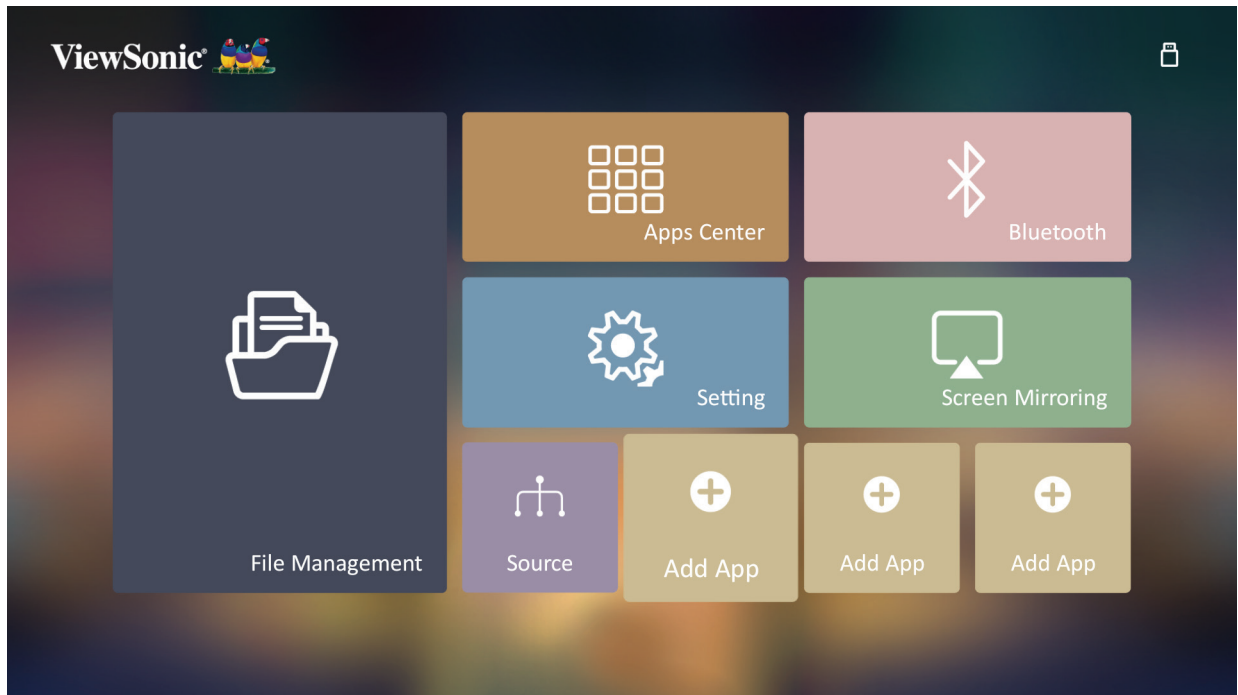 ViewSonic®
Apps Center
Bluetooth
Setting
Screen Mirroring
File Management
Source
Add App
Add App
Add App